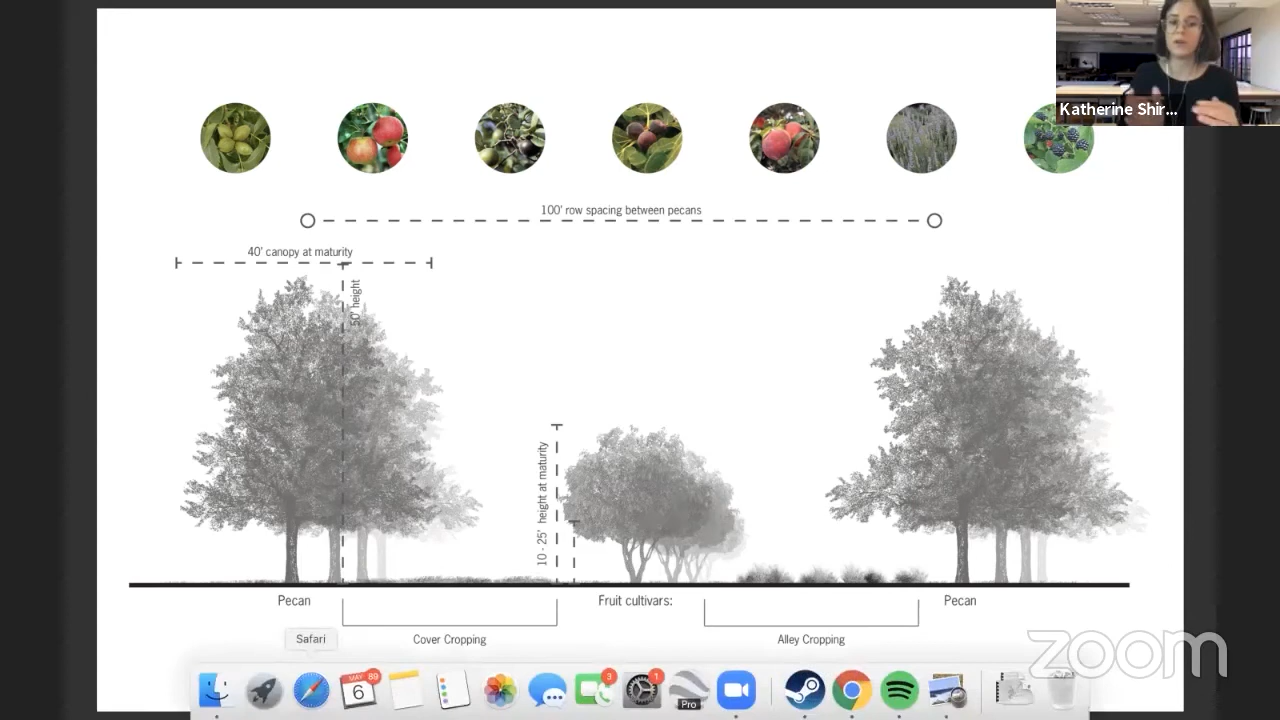 Katherine Shir...
100' row spacing between pecans
40' canopy at maturity
50' height
10 - 25' height at maturity
Pecan
Fruit cultivars:
Pecan
Cover Cropping
Alley Cropping
Safari
zoom
MAY
89
6
3
1
Pro